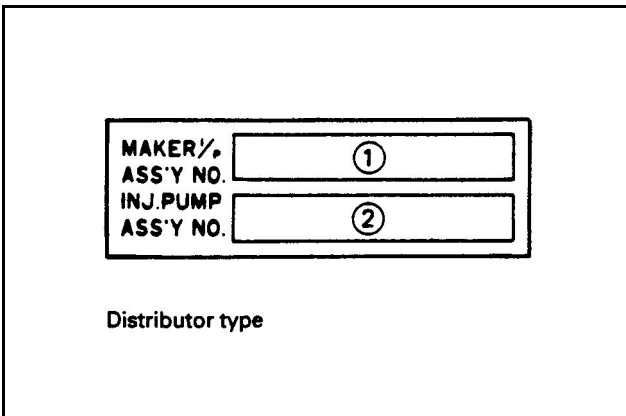 MAKER I/P ①
ASS'Y NO.
INJ.PUMP ②
ASS'Y NO.
Distributor type